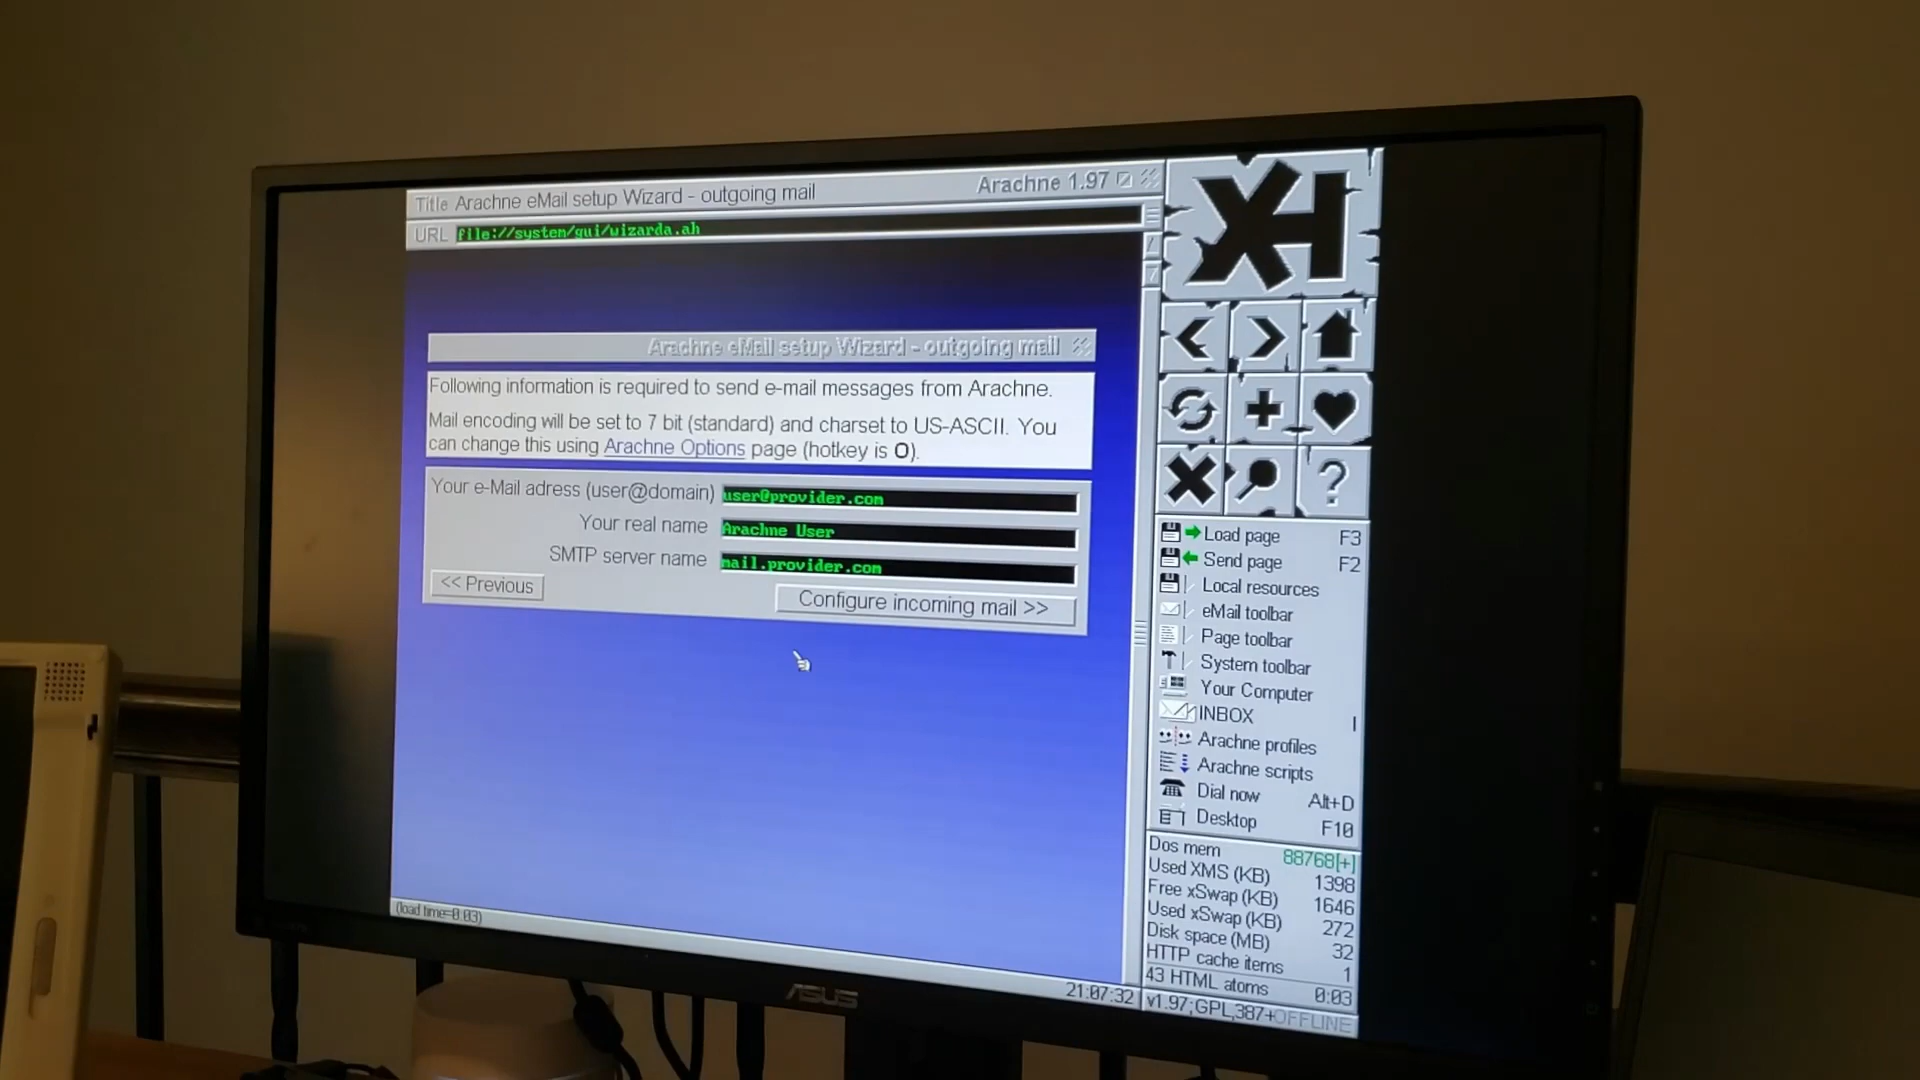 Title Arachne eMail setup Wizard - outgoing mail
Arachne 1.97
URL file://system/gui/wizarda.ah
Arachne eMail setup Wizard - outgoing mail
Following information is required to send e-mail messages from Arachne.
Mail encoding will be set to 7 bit (standard) and charset to US-ASCII. You
can change this using Arachne Options page (hotkey is O).
Your e-Mail adress (user@domain) user@provider.com
Your real name Arachne User
SMTP server name mail.provider.com
<< Previous
Configure incoming mail >>
(load time=0:03)
21:07:32
?
Load page F3
Send page F2
Local resources
eMail toolbar
Page toolbar
System toolbar
Your Computer
INBOX I
Arachne profiles
Arachne scripts
Dial now Alt+D
Desktop F10
Dos mem 88768[+]
Used XMS (KB) 1398
Free xSwap (KB) 1646
Used xSwap (KB) 272
Disk space (MB) 32
HTTP cache items 1
43 HTML atoms 0:03
v1.97;GPL,387+OFFLINE
ASUS